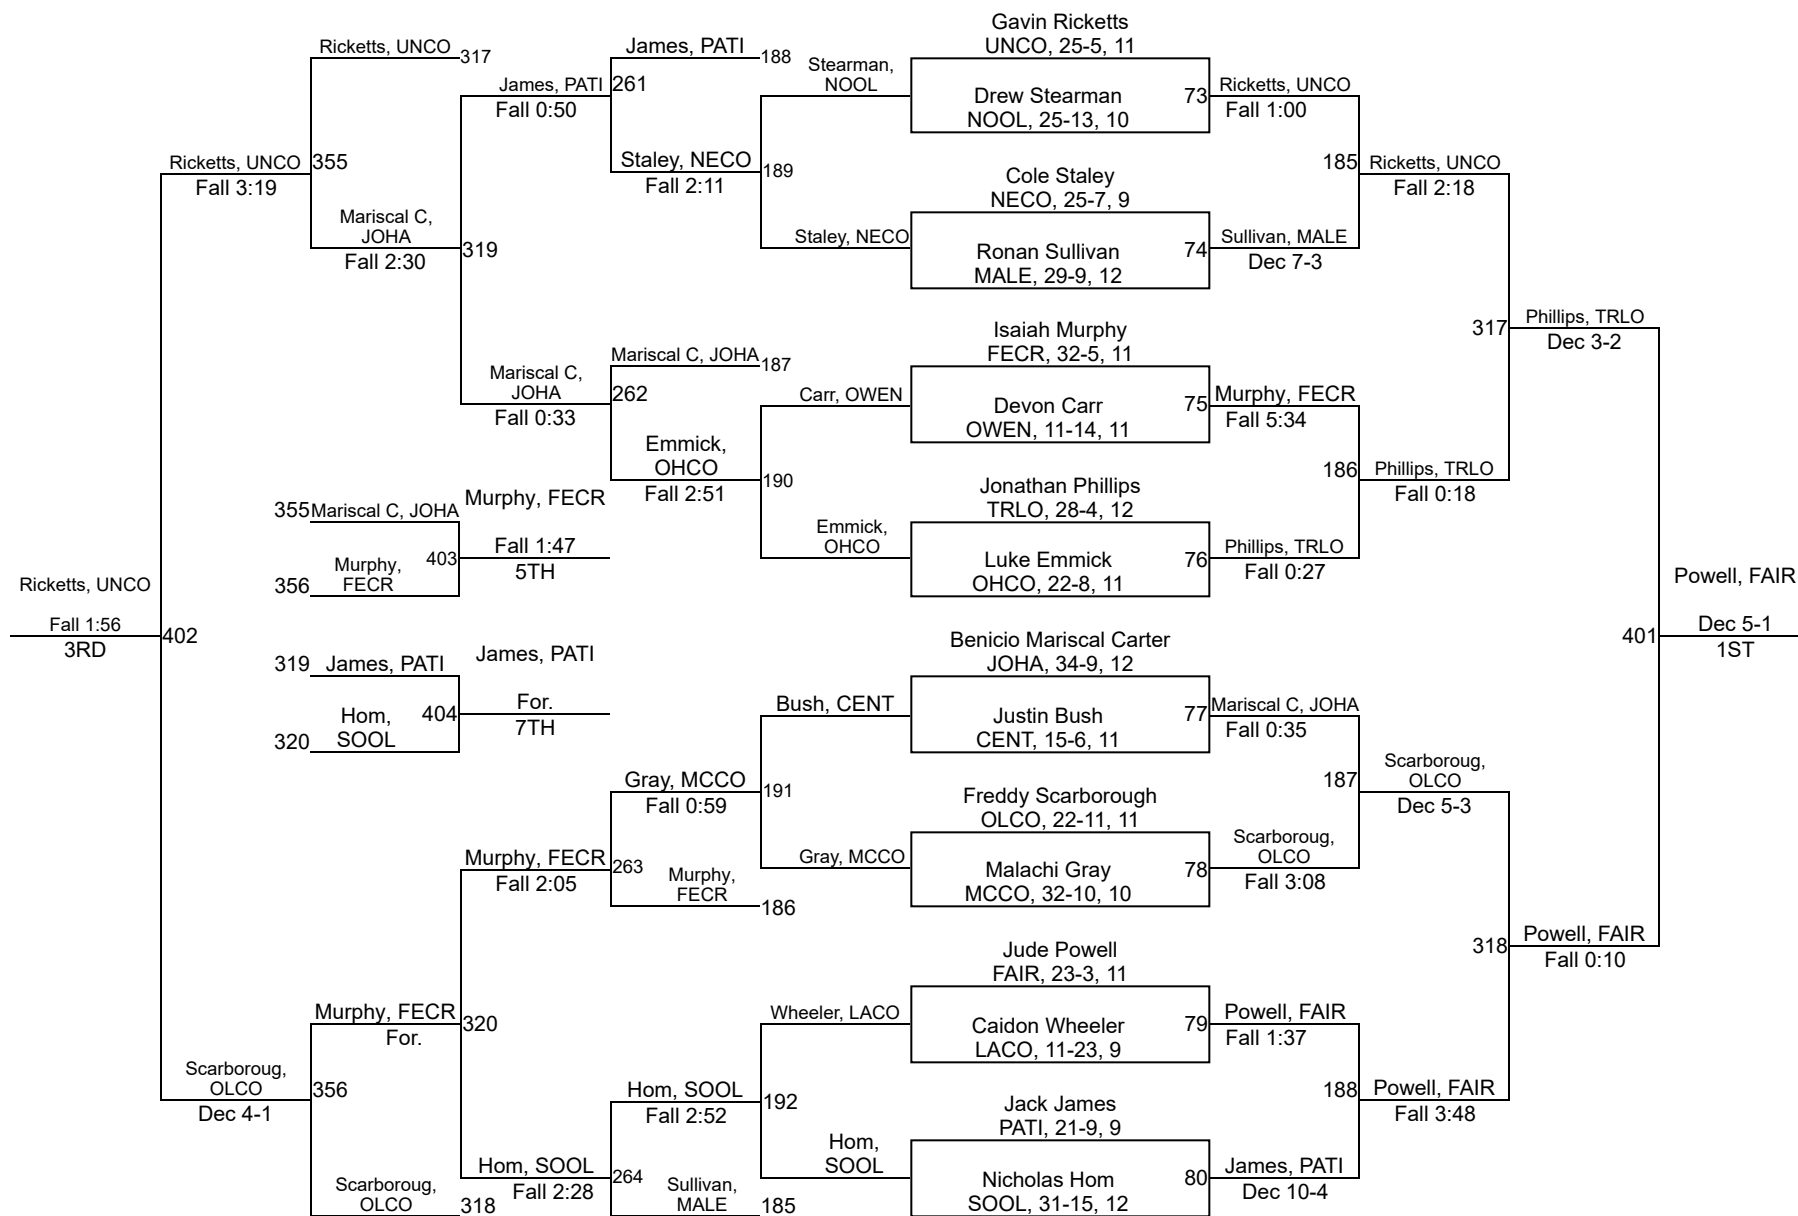 Gavin Ricketts
UNCO, 25-5, 11
Drew Stearman
NOOL, 25-13, 10
73
Cole Staley
NECO, 25-7, 9
Ronan Sullivan
MALE, 29-9, 12
74
Isaiah Murphy
FECR, 32-5, 11
Devon Carr
OWEN, 11-14, 11
75
Jonathan Phillips
TRLO, 28-4, 12
Luke Emmick
OHCO, 22-8, 11
76
Benicio Mariscal Carter
JOHA, 34-9, 12
Justin Bush
CENT, 15-6, 11
77
Freddy Scarborough
OLCO, 22-11, 11
Malachi Gray
MCCO, 32-10, 10
78
Jude Powell
FAIR, 23-3, 11
Caidon Wheeler
LACO, 11-23, 9
79
Jack James
PATI, 21-9, 9
Nicholas Hom
SOOL, 31-15, 12
80
Ricketts, UNCO
Fall 1:00
185
Sullivan, MALE
Dec 7-3
Murphy, FECR
Fall 5:34
186
Phillips, TRLO
Fall 0:27
Mariscal C, JOHA
Fall 0:35
187
Scarboroug,
OLCO
Fall 3:08
Powell, FAIR
Fall 1:37
188
James, PATI
Dec 10-4
Ricketts, UNCO
Fall 2:18
317
Phillips, TRLO
Fall 0:18
Scarboroug,
OLCO
Dec 5-3
318
Powell, FAIR
Fall 3:48
Phillips, TRLO
Dec 3-2
401
Powell, FAIR
Fall 0:10
Powell, FAIR
Dec 5-1
1ST
Stearman,
NOOL
189
Staley, NECO
Carr, OWEN
190
Emmick,
OHCO
Bush, CENT
191
Gray, MCCO
Wheeler, LACO
192
Hom,
SOOL
James, PATI
188
261
Staley, NECO
Fall 2:11
Mariscal C, JOHA
187
262
Emmick,
OHCO
Fall 2:51
Gray, MCCO
Fall 0:59
263
Murphy,
FECR
186
Hom, SOOL
Fall 2:52
264
Sullivan,
MALE
185
James, PATI
Fall 0:50
319
Mariscal C,
JOHA
Fall 0:33
Murphy, FECR
Fall 2:05
320
Hom, SOOL
Fall 2:28
Ricketts, UNCO
317
355
Mariscal C,
JOHA
Fall 2:30
Murphy, FECR
For.
356
Scarboroug,
OLCO
318
Ricketts, UNCO
Fall 3:19
402
Scarboroug,
OLCO
Dec 4-1
Ricketts, UNCO
Fall 1:56
3RD
355
Mariscal C, JOHA
403
356
Murphy,
FECR
Murphy, FECR
Fall 1:47
5TH
319
James, PATI
404
320
Hom,
SOOL
James, PATI
For.
7TH